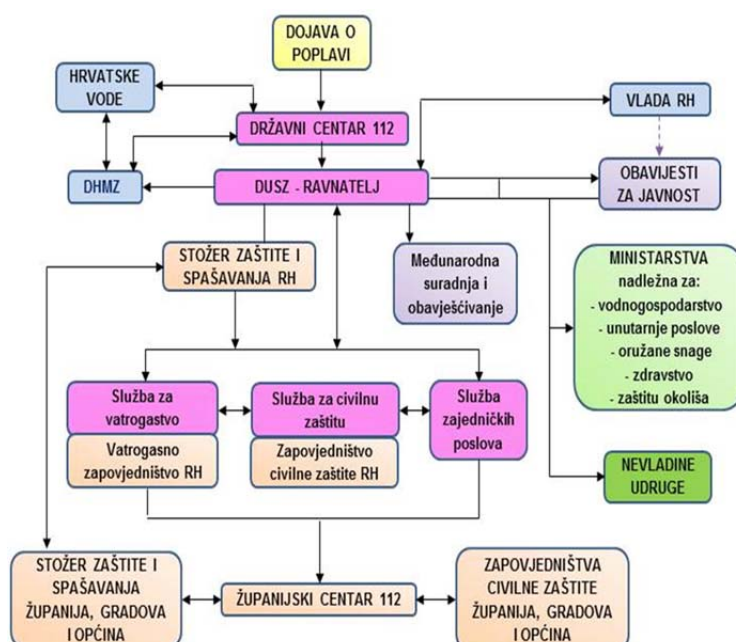 DOJAVA O
POPLAVI
HRVATSKE
VODE
VLADA RH
DRŽAVNI CENTAR 112
DHMZ
DUSZ - RAVNATELJ
OBAVIJESTI
ZA JAVNOST
STOŽER ZAŠTITE I
SPAŠAVANJA RH
Međunarodna
suradnja i
obavješćivanje
MINISTARSTVA
nadležna za:
- vodnogospodarstvo
- unutarnje poslove
- oružane snage
- zdravstvo
- zaštitu okoliša
Služba za
vatrogastvo
Vatrogasno
zapovjedništvo RH
Služba za civilnu
zaštitu
Zapovjedništvo
civilne zaštite RH
Služba
zajedničkih
poslova
NEVLADINE
UDRUGE
STOŽER ZAŠTITE I
SPAŠAVANJA
ŽUPANIJA, GRADOVA
I OPĆINA
ŽUPANIJSKI CENTAR 112
ZAPOVJEDNIŠTVA
CIVILNE ZAŠTITE
ŽUPANIJA, GRADOVA
I OPĆINA